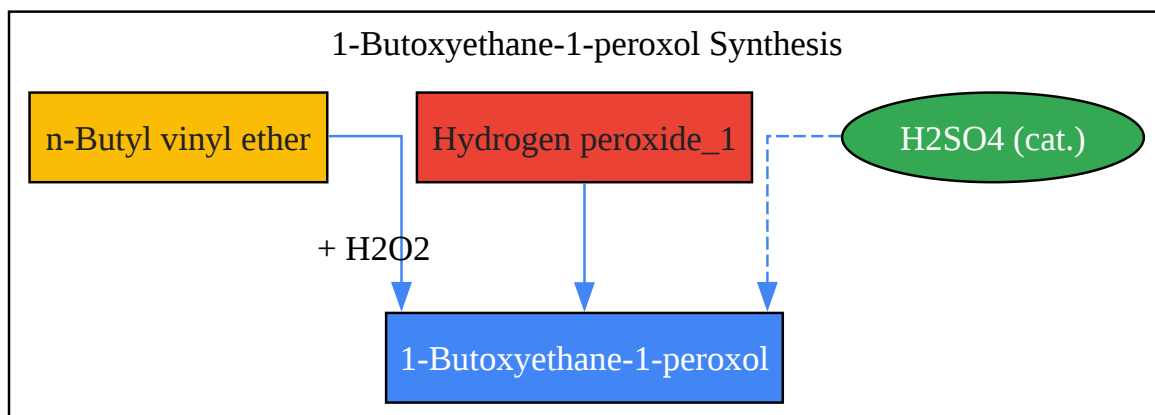 1-Butoxyethane-1-peroxol Synthesis
n-Butyl vinyl ether
Hydrogen peroxide_1
H2SO4 (cat.)
+ H2O2
1-Butoxyethane-1-peroxol